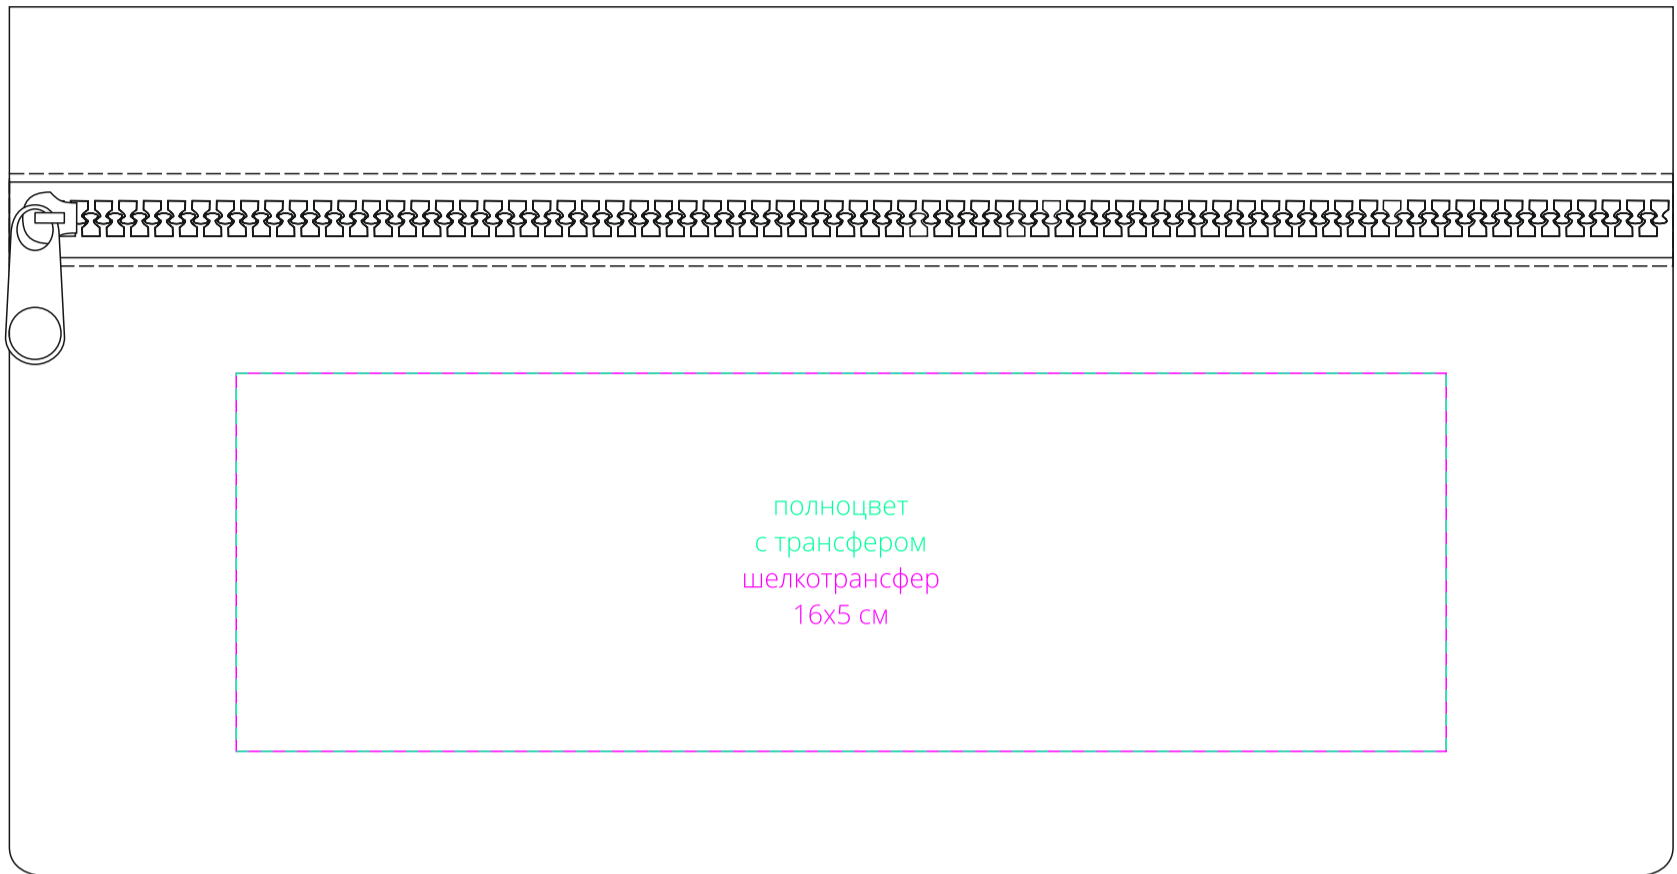 полноцвет
с трансфером
шелкотрансфер
16х5 см